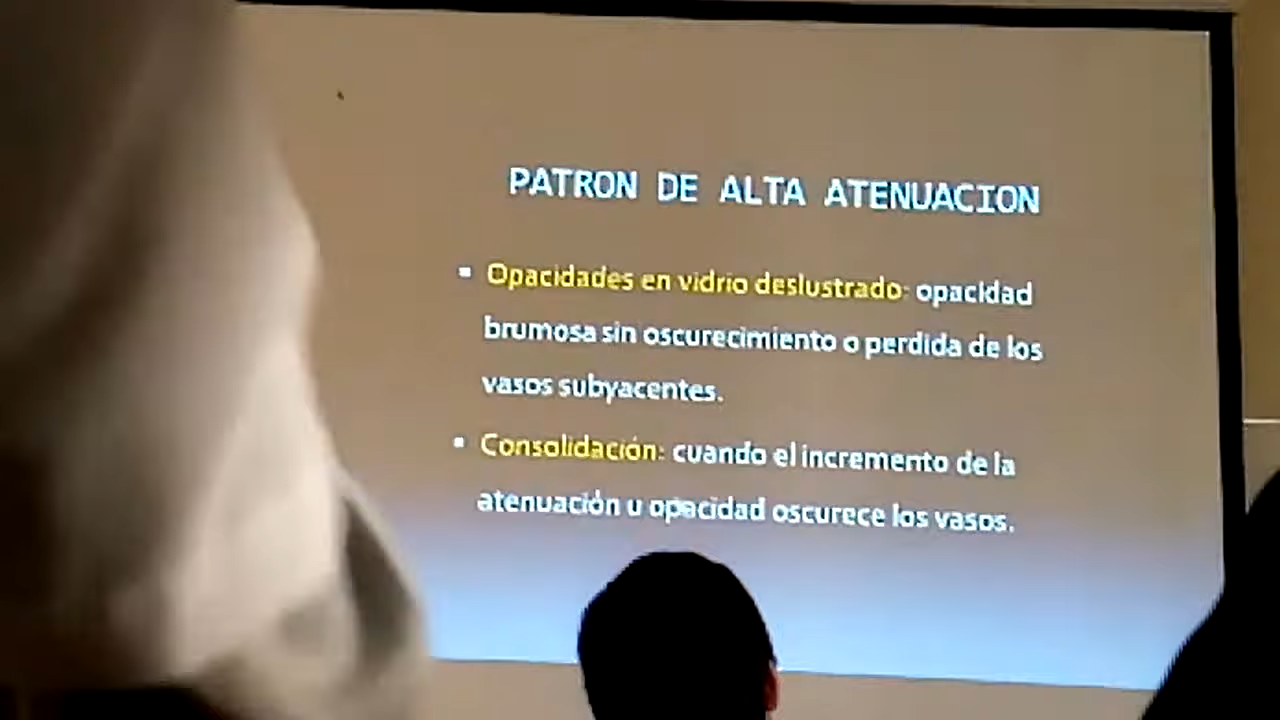 PATRON DE ALTA ATENUACION
▪ Opacidades en vidrio deslustrado: opacidad
brumosa sin oscurecimiento o perdida de los
vasos subyacentes.
▪ Consolidación: cuando el incremento de la
atenuación u opacidad oscurece los vasos.